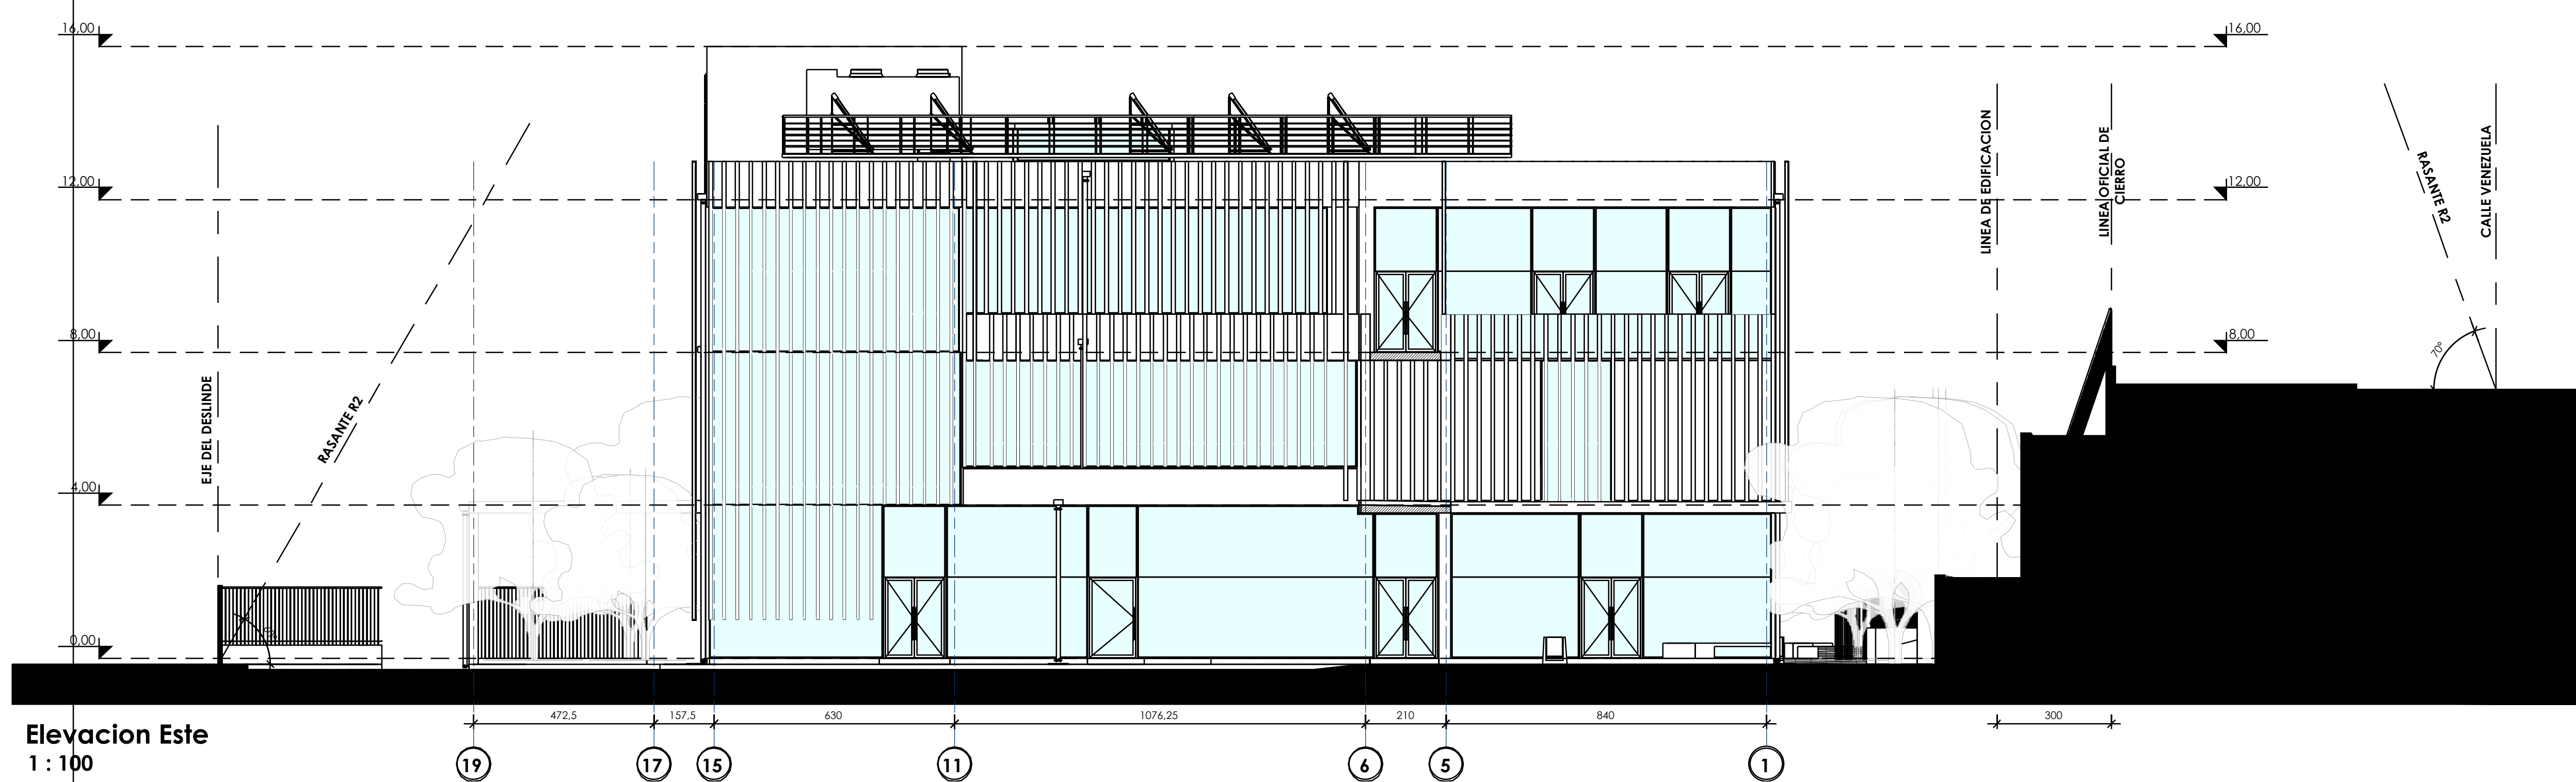 16,00
16,00
12,00
12,00
8,00
8,00
4,00
0,00
EJE DEL DESLINDE
RASANTE R2
LINEA DE EDIFICACION
LINEA OFICIAL DE
CIERRO
RASANTE R2
CALLE VENEZUELA
70°
472,5
157,5
630
1076,25
210
840
300
Elevacion Este
1 : 100
19
17
15
11
6
5
1